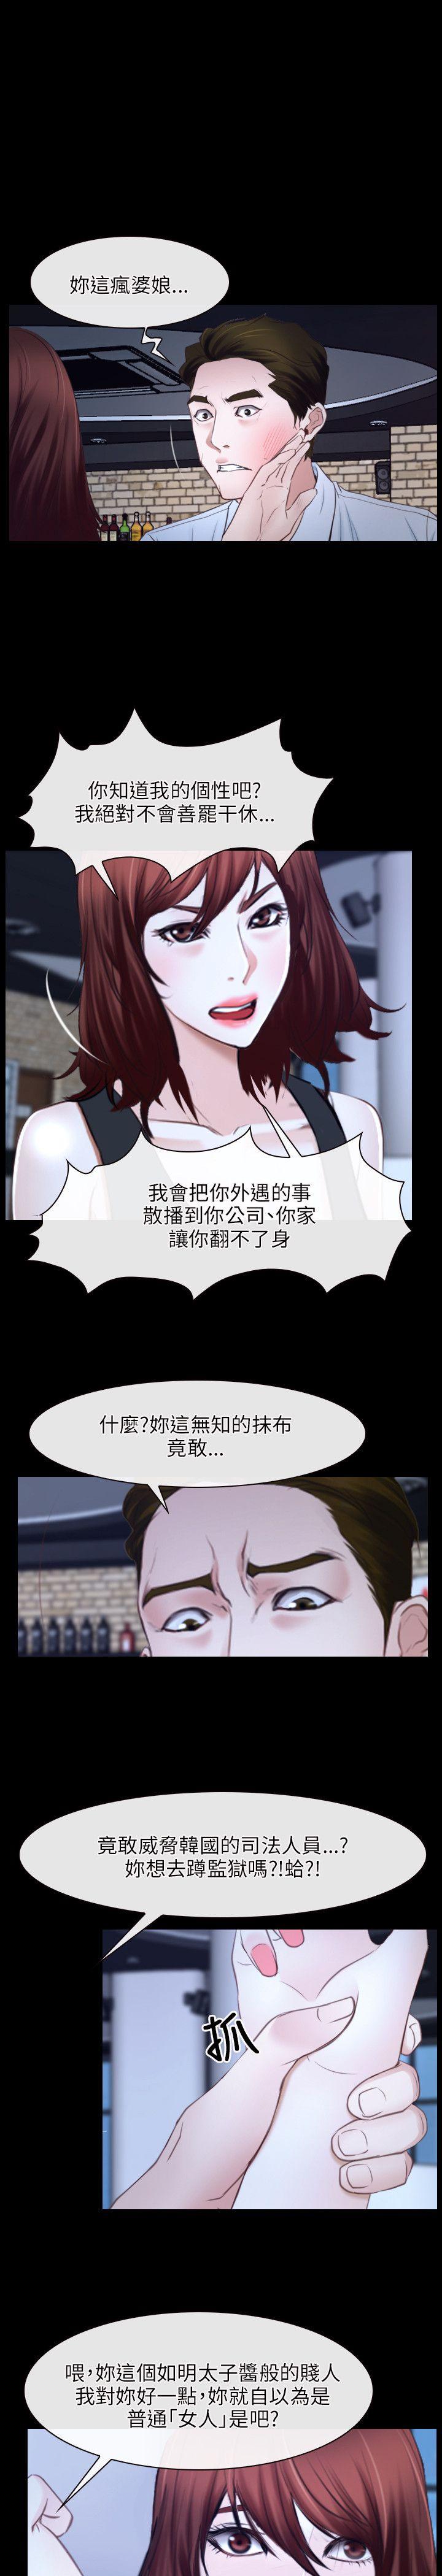 妳這瘋婆娘…
你知道我的個性吧?
我絕對不會善罷干休…
我會把你外遇的事
散播到你公司、你家
讓你翻不了身
什麼?妳這無知的抹布
竟敢…
竟敢威脅韓國的司法人員…?
妳想去蹲監獄嗎?!蛤?!
抓
喂,妳這個如明太子醬般的賤人
我對妳好一點,妳就自以為是
普通「女人」是吧?